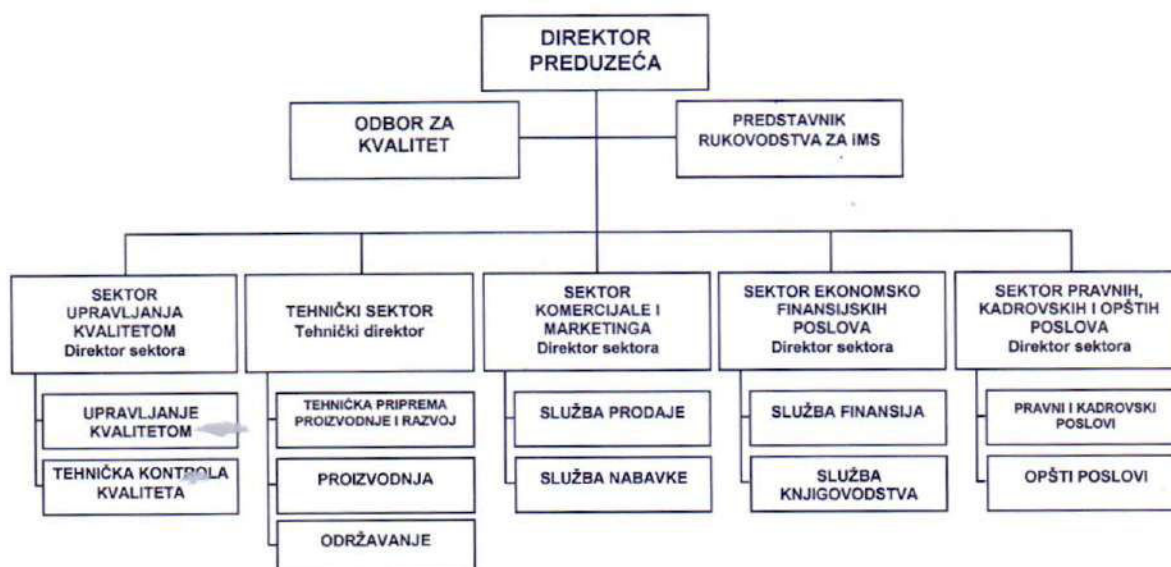 DIREKTOR
PREDUZEĆA
ODBOR ZA
KVALITET
PREDSTAVNIK
RUKOVODSTVA ZA IMS
SEKTOR
UPRAVLJANJA
KVALITETOM
Direktor sektora
TEHNIČKI SEKTOR
Tehnički direktor
SEKTOR
KOMERCIJALE I
MARKETINGA
Direktor sektora
SEKTOR EKONOMSKO
FINANSIJSKIH
POSLOVA
Direktor sektora
SEKTOR PRAVNIH,
KADROVSKIH I OPŠTIH
POSLOVA
Direktor sektora
UPRAVLJANJE
KVALITETOM
TEHNIČKA KONTROLA
KVALITETA
TEHNIČKA PRIPREMA
PROIZVODNJE I RAZVOJ
PROIZVODNJA
ODRŽAVANJE
SLUŽBA PRODAJE
SLUŽBA NABAVKE
SLUŽBA FINANSIJA
SLUŽBA
KNJIGOVODSTVA
PRAVNI I KADROVSKI
POSLOVI
OPŠTI POSLOVI